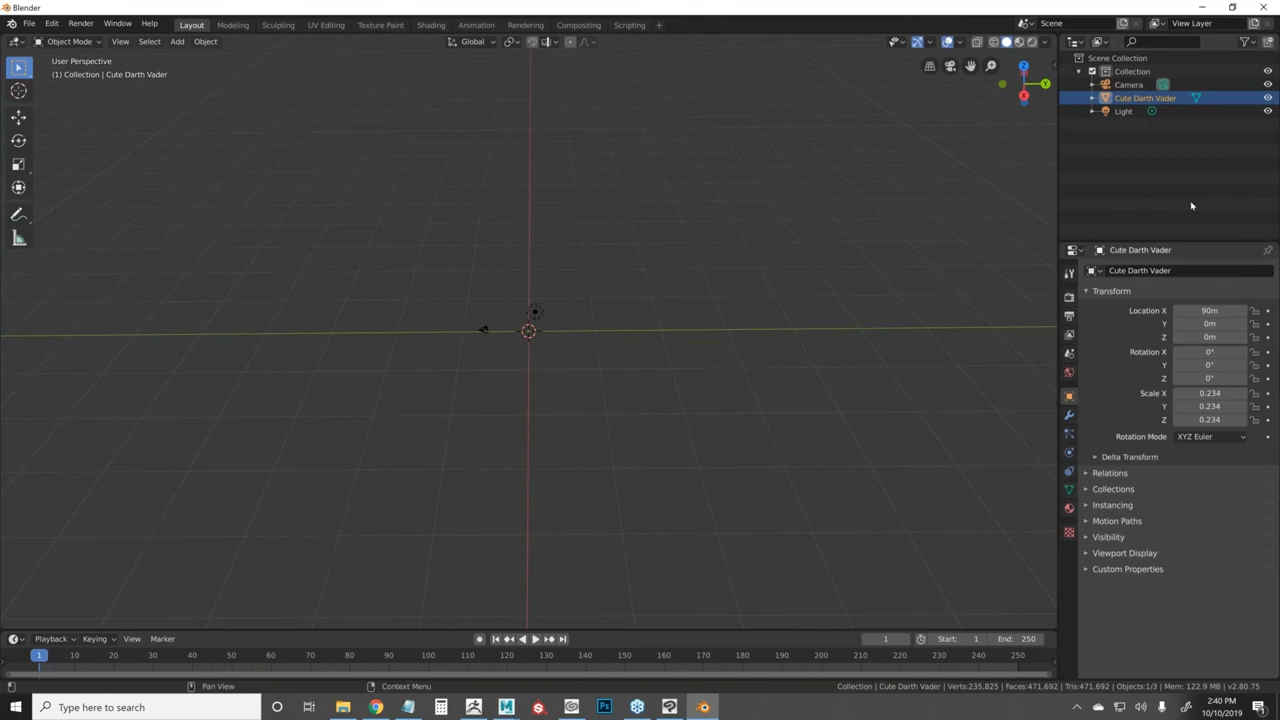 Blender
File Edit Render Window Help
Layout Modeling Sculpting UV Editing Texture Paint Shading Animation Rendering Compositing Scripting +
Scene
View Layer
Object Mode View Select Add Object
Global
User Perspective
(1) Collection | Cute Darth Vader
Z
Y
X
Scene Collection
Collection
Camera
Cute Darth Vader
Light
Cute Darth Vader
Cute Darth Vader
Transform
Location X 90m
Y 0m
Z 0m
Rotation X 0°
Y 0°
Z 0°
Scale X 0.234
Y 0.234
Z 0.234
Rotation Mode XYZ Euler
Delta Transform
Relations
Collections
Instancing
Motion Paths
Visibility
Viewport Display
Custom Properties
Playback Keying View Marker
1 Start: 1 End: 250
1 10 20 30 40 50 60 70 80 90 100 110 120 130 140 150 160 170 180 190 200 210 220 230 240 250
Pan View Context Menu
Collection | Cute Darth Vader | Verts:235,825 | Faces:471,692 | Tris:471,692 | Objects:1/3 | Mem: 122.9 MB | v2.80.75
Type here to search
Ps
2:40 PM
10/10/2019